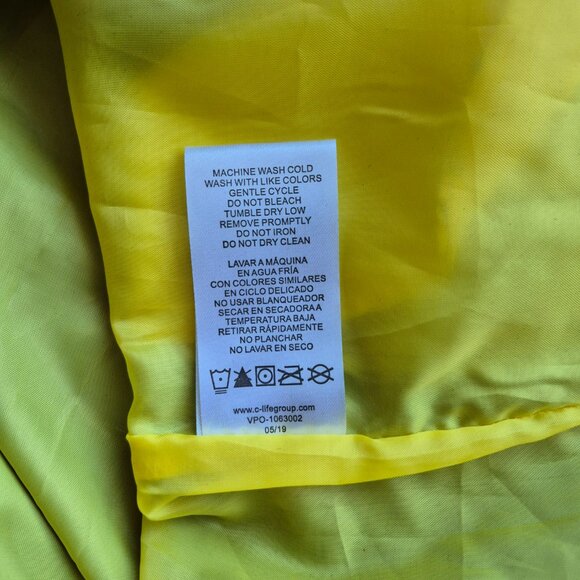 MACHINE WASH COLD
WASH WITH LIKE COLORS
GENTLE CYCLE
DO NOT BLEACH
TUMBLE DRY LOW
REMOVE PROMPTLY
DO NOT IRON
DO NOT DRY CLEAN
LAVAR A MÁQUINA
EN AGUA FRÍA
CON COLORES SIMILARES
EN CICLO DELICADO
NO USAR BLANQUEADOR
SECAR EN SECADORA A
TEMPERATURA BAJA
RETIRAR RÁPIDAMENTE
NO PLANCHAR
NO LAVAR EN SECO
www.c-lifegroup.com
VPO-1063002
05/19